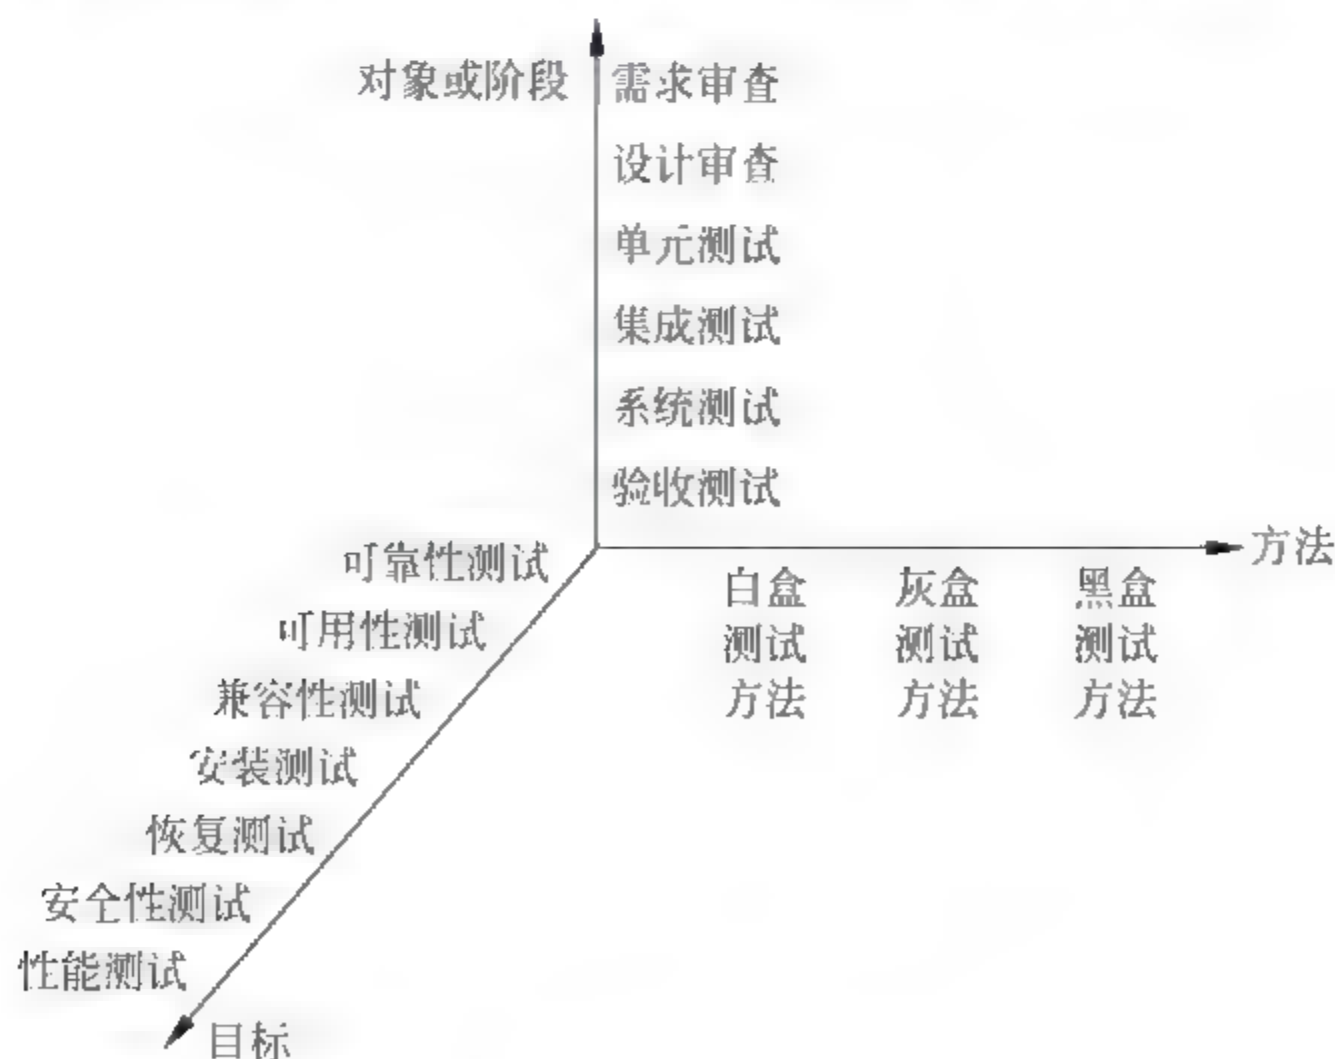 对象或阶段
需求审查
设计审查
单元测试
集成测试
系统测试
验收测试
方法
白盒
测试
方法
灰盒
测试
方法
黑盒
测试
方法
可靠性测试
可用性测试
兼容性测试
安装测试
恢复测试
安全性测试
性能测试
目标